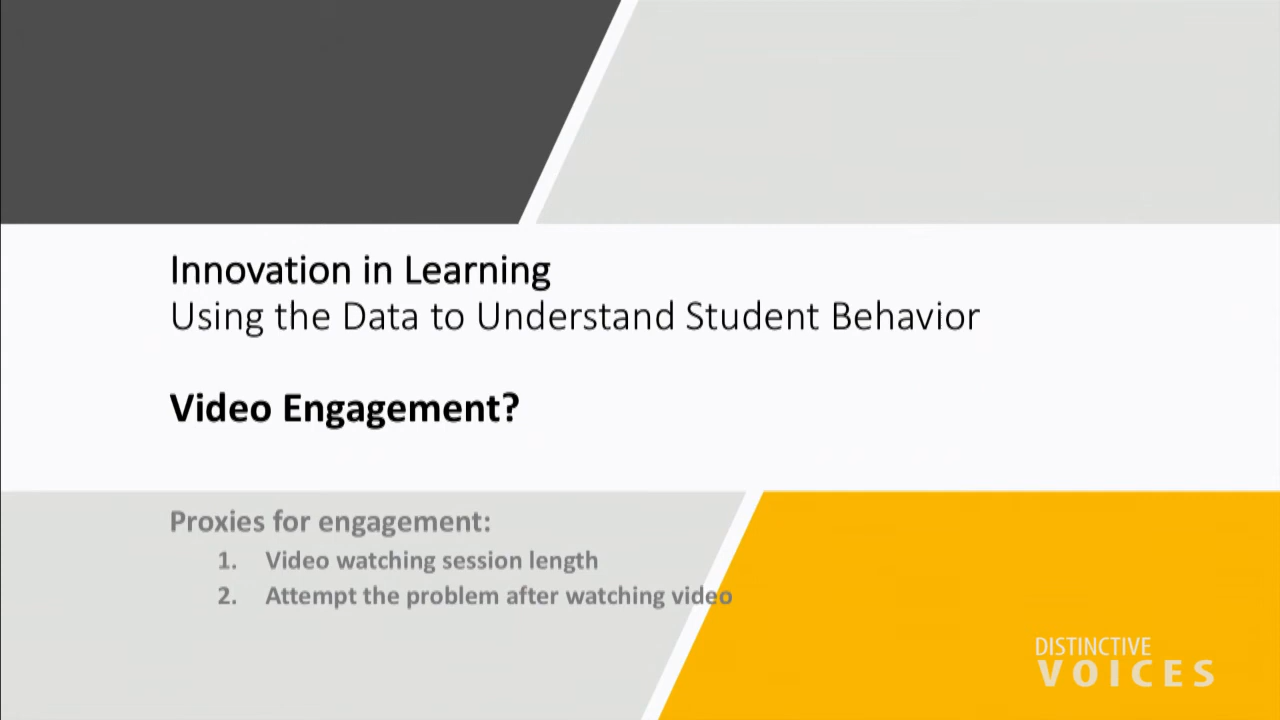 Innovation in Learning
Using the Data to Understand Student Behavior
Video Engagement?
Proxies for engagement:
1. Video watching session length
2. Attempt the problem after watching video
DISTINCTIVE
VOICES